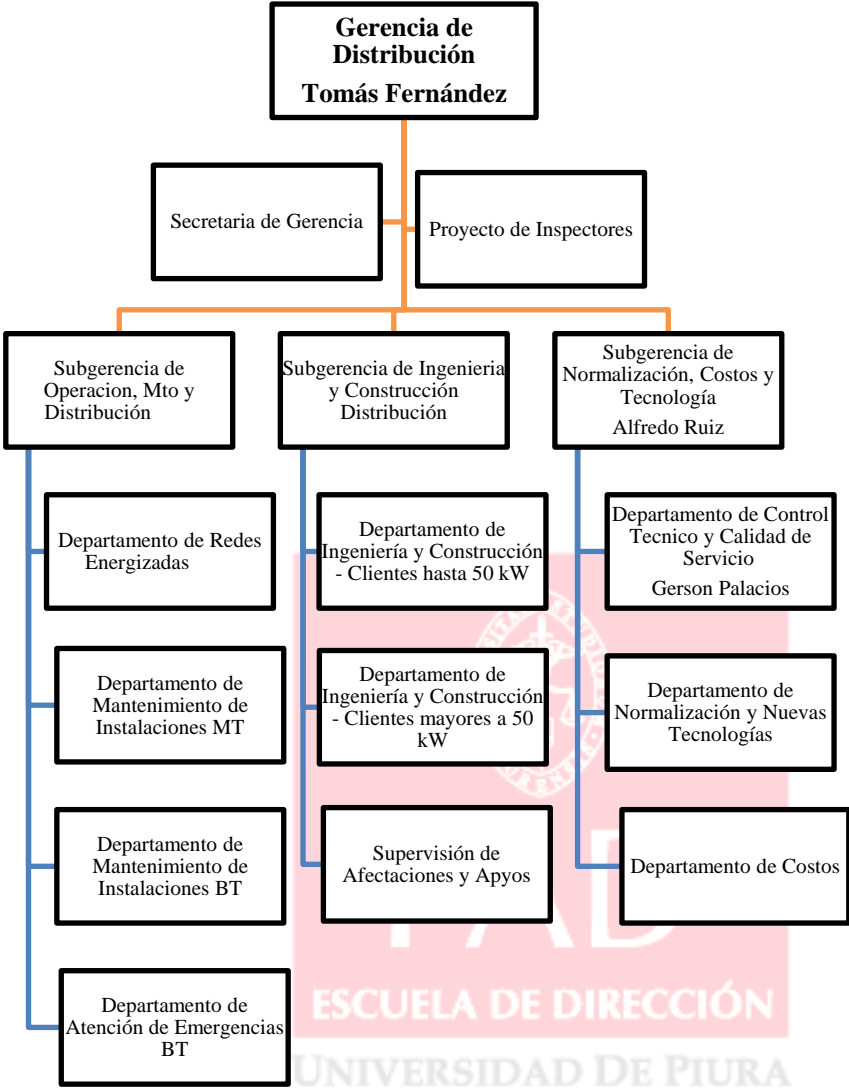 Gerencia de
Distribución
Tomás Fernández
Secretaria de Gerencia
Proyecto de Inspectores
Subgerencia de
Operacion, Mto y
Distribución
Subgerencia de Ingenieria
y Construcción
Distribución
Subgerencia de
Normalización, Costos y
Tecnología
Alfredo Ruiz
Departamento de Redes
Energizadas
Departamento de
Ingeniería y Construcción
- Clientes hasta 50 kW
Departamento de Control
Tecnico y Calidad de
Servicio
Gerson Palacios
Departamento de
Mantenimiento de
Instalaciones MT
Departamento de
Ingeniería y Construcción
- Clientes mayores a 50
kW
Departamento de
Normalización y Nuevas
Tecnologías
Departamento de
Mantenimiento de
Instalaciones BT
Supervisión de
Afectaciones y Apyos
Departamento de Costos
Departamento de
Atención de Emergencias
BT
ESCUELA DE DIRECCIÓN
UNIVERSIDAD DE PIURA